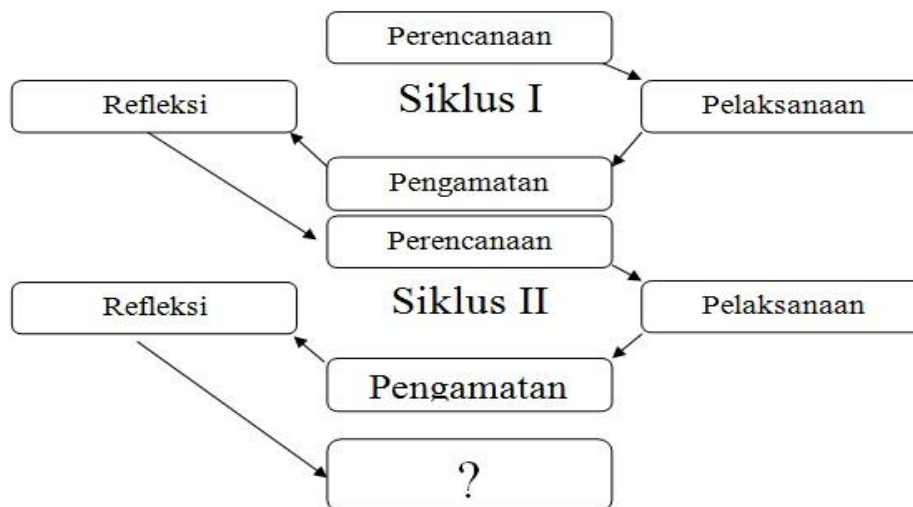 Perencanaan
Refleksi
Siklus I
Pelaksanaan
Pengamatan
Perencanaan
Refleksi
Siklus II
Pelaksanaan
Pengamatan
?